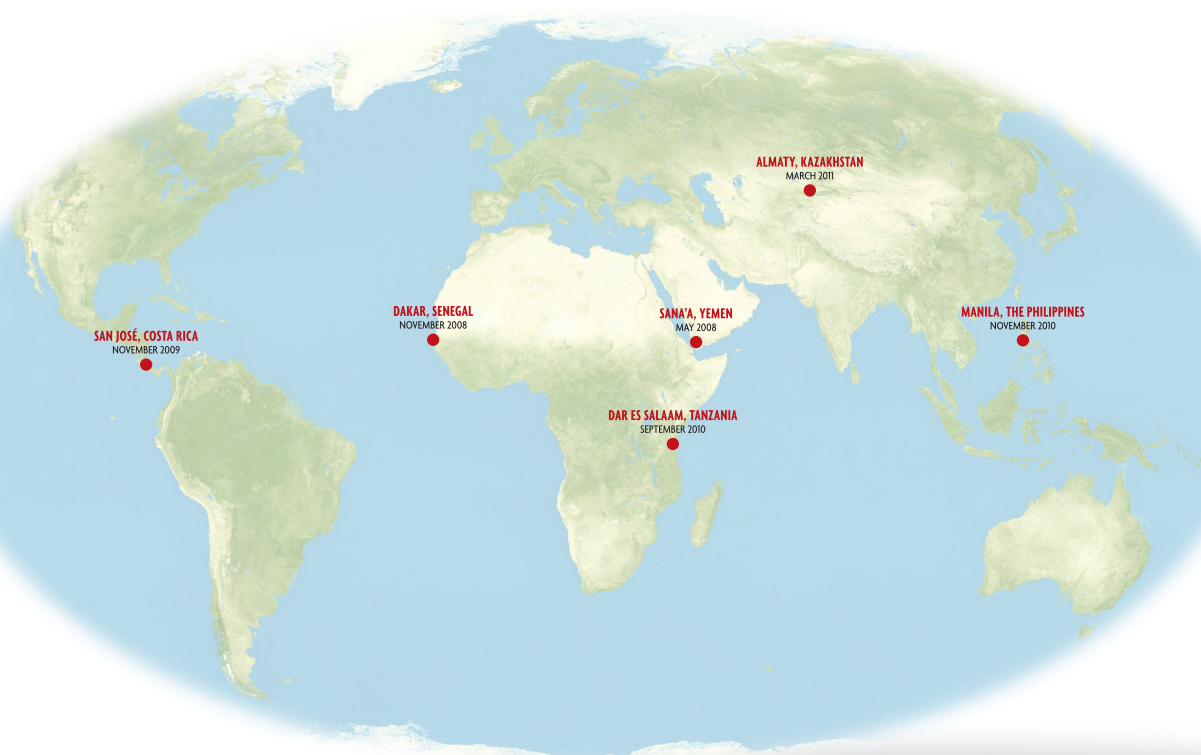 ALMATY, KAZAKHSTAN
MARCH 2011
DAKAR, SENEGAL
NOVEMBER 2008
SANA'A, YEMEN
MAY 2008
MANILA, THE PHILIPPINES
NOVEMBER 2010
SAN JOSÉ, COSTA RICA
NOVEMBER 2009
DAR ES SALAAM, TANZANIA
SEPTEMBER 2010